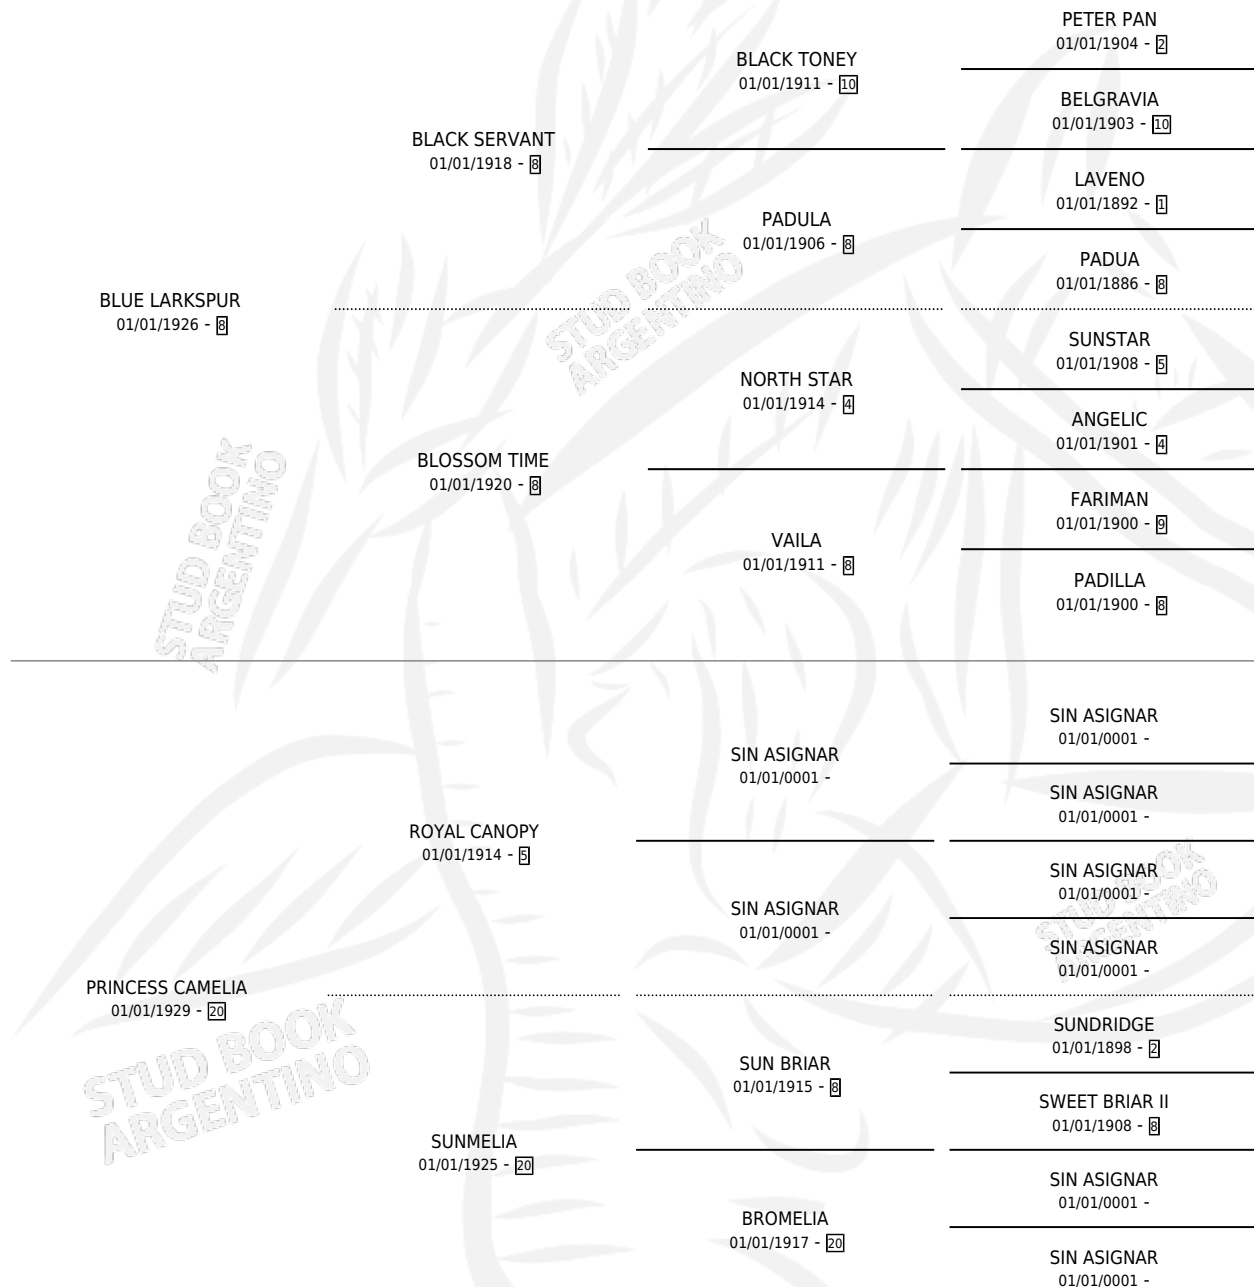 BLUE LARKSPUR
01/01/1926 - 8
BLACK SERVANT
01/01/1918 - 8
BLOSSOM TIME
01/01/1920 - 8
BLACK TONEY
01/01/1911 - 10
PADULA
01/01/1906 - 8
NORTH STAR
01/01/1914 - 4
VAILA
01/01/1911 - 8
PETER PAN
01/01/1904 - 2
BELGRAVIA
01/01/1903 - 10
LAVENO
01/01/1892 - 1
PADUA
01/01/1886 - 8
SUNSTAR
01/01/1908 - 5
ANGELIC
01/01/1901 - 4
FARIMAN
01/01/1900 - 9
PADILLA
01/01/1900 - 8
PRINCESS CAMELIA
01/01/1929 - 20
ROYAL CANOPY
01/01/1914 - 5
SUNMELIA
01/01/1925 - 20
SIN ASIGNAR
01/01/0001 -
SIN ASIGNAR
01/01/0001 -
SUN BRIAR
01/01/1915 - 8
BROMELIA
01/01/1917 - 20
SIN ASIGNAR
01/01/0001 -
SIN ASIGNAR
01/01/0001 -
SIN ASIGNAR
01/01/0001 -
SIN ASIGNAR
01/01/0001 -
SUNDRIDGE
01/01/1898 - 2
SWEET BRIAR II
01/01/1908 - 8
SIN ASIGNAR
01/01/0001 -
SIN ASIGNAR
01/01/0001 -
STUD BOOK
ARGENTINO
STUD BOOK
ARGENTINO
STUD BOOK
ARGENTINO
STUD BOOK
ARGENTINO